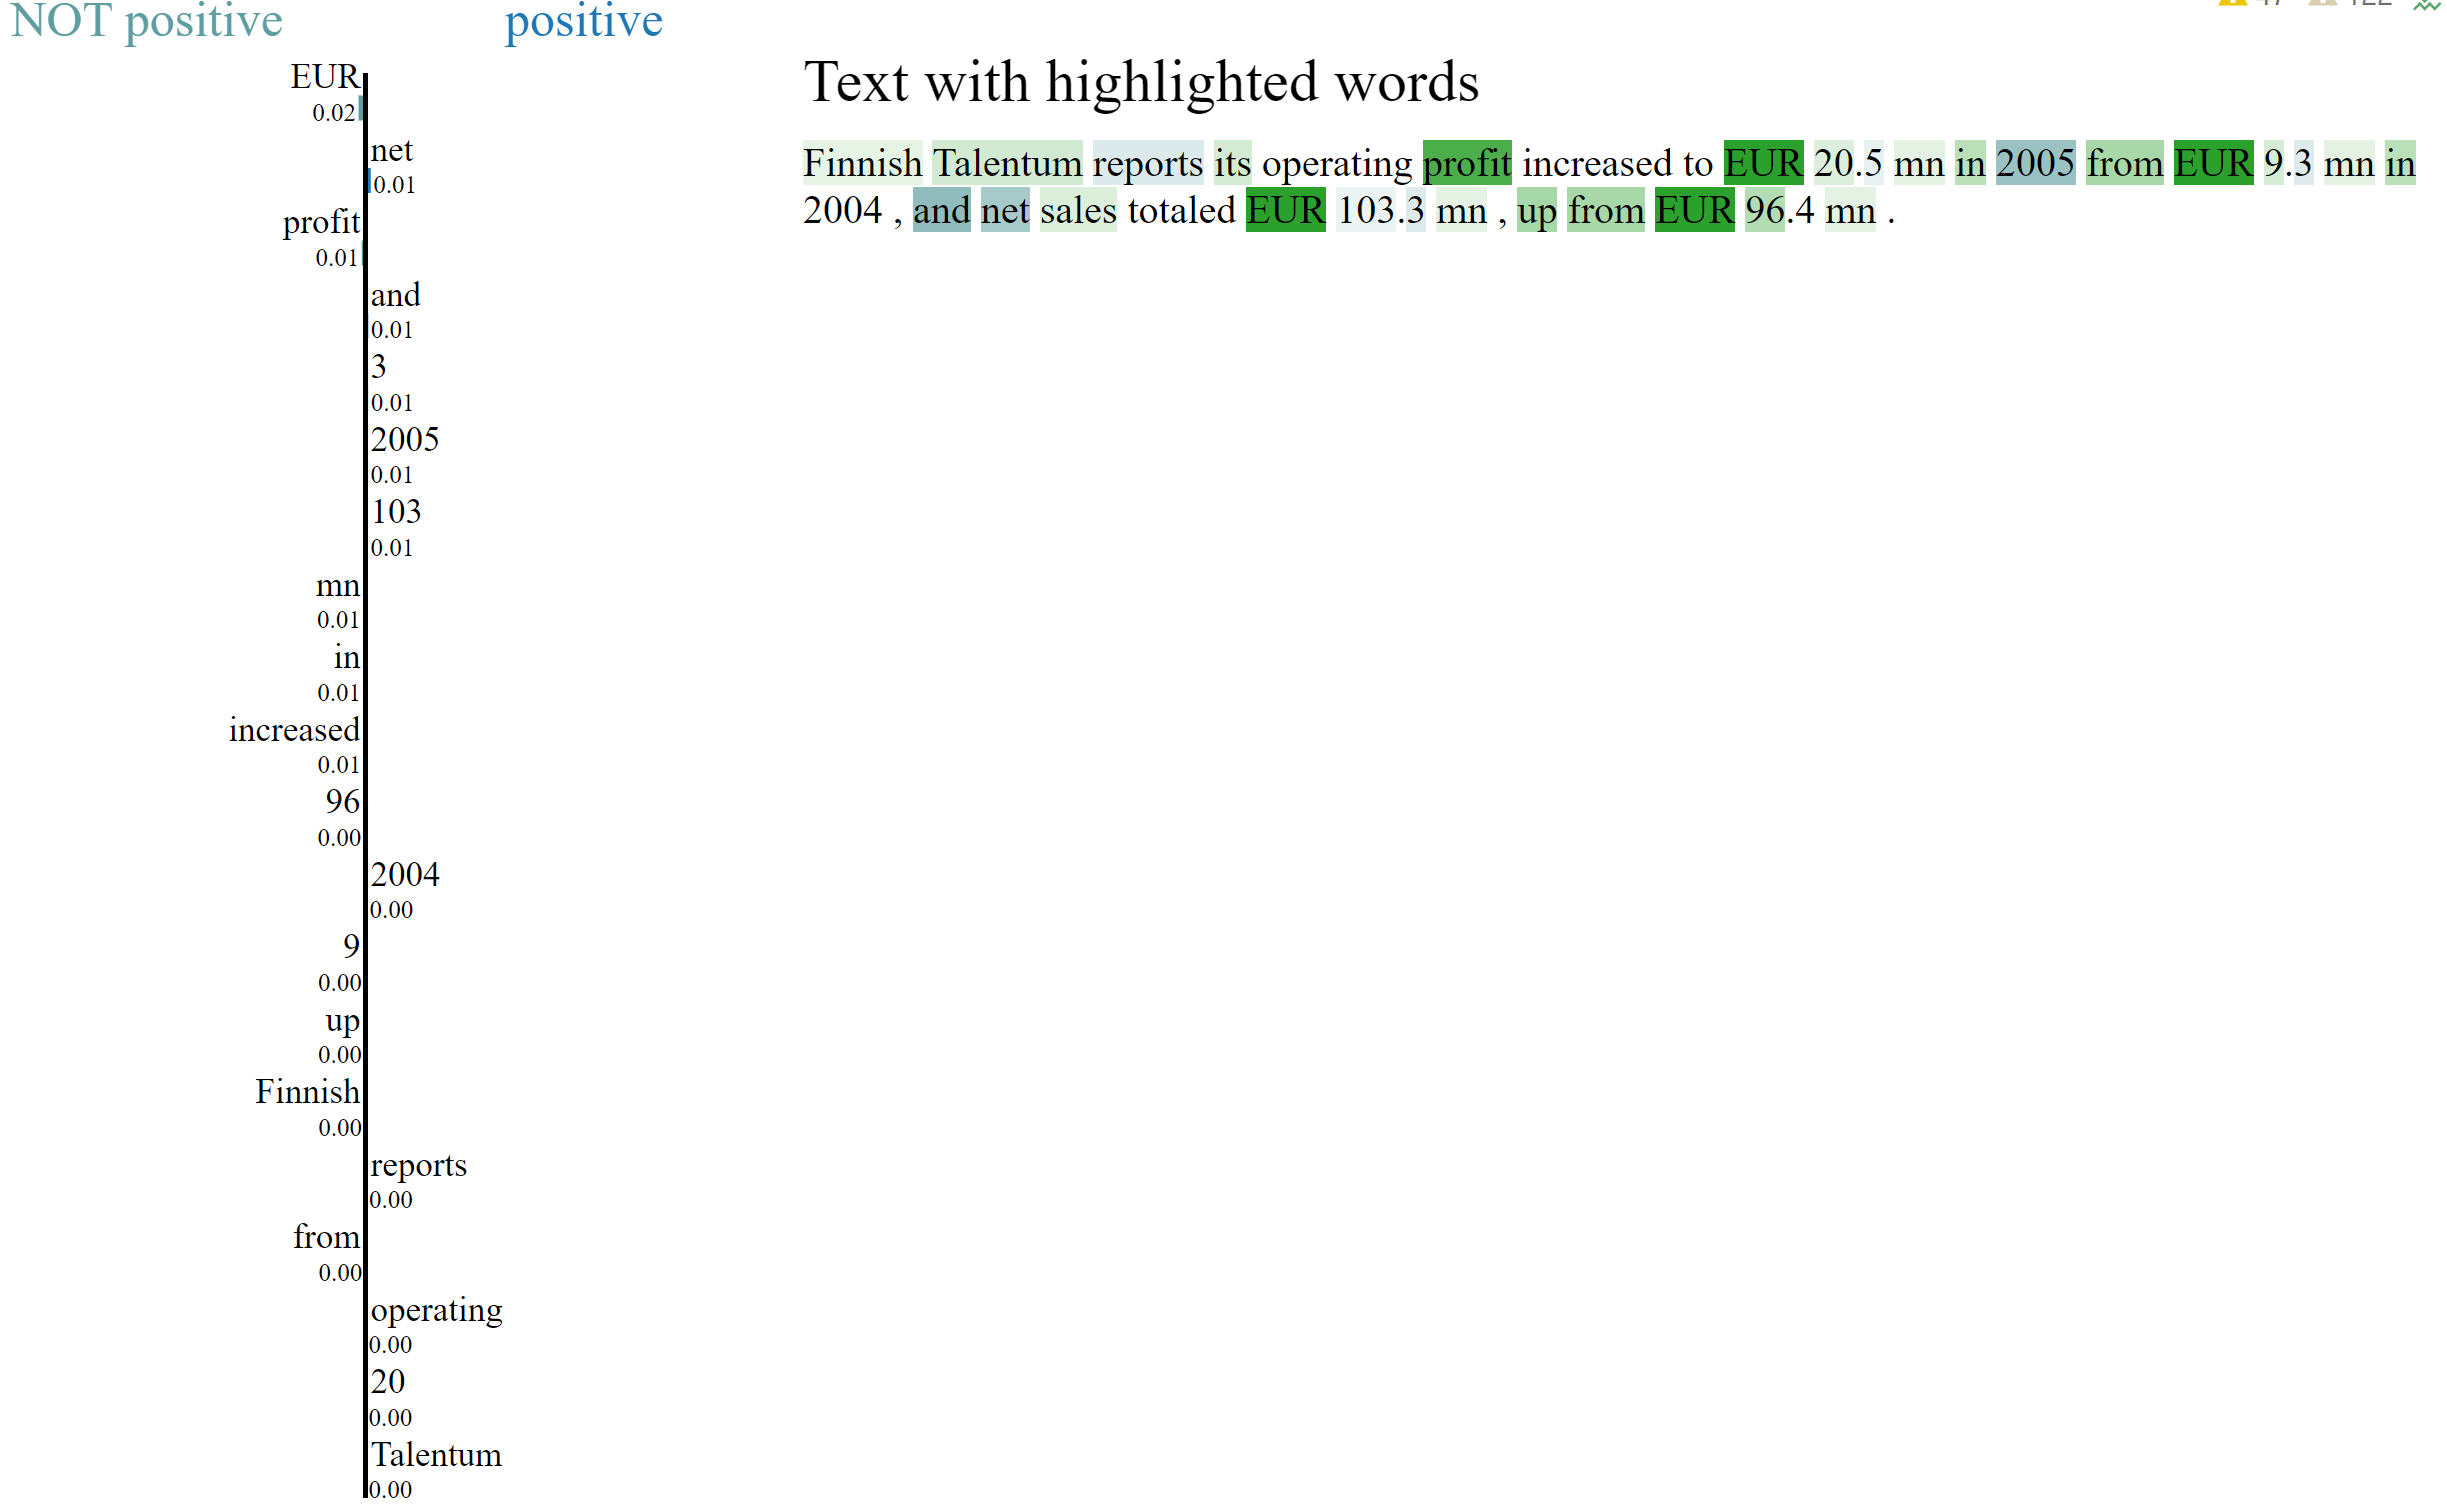 NOT positive
positive
EUR
0.02
net
0.01
profit
0.01
and
0.01
3
0.01
2005
0.01
103
0.01
mn
0.01
in
0.01
increased
0.01
96
0.00
2004
0.00
9
0.00
up
0.00
Finnish
0.00
reports
0.00
from
0.00
operating
0.00
20
0.00
Talentum
0.00
Text with highlighted words
Finnish Talentum reports its operating profit increased to EUR 20.5 mn in 2005 from EUR 9.3 mn in
2004 , and net sales totaled EUR 103.3 mn , up from EUR 96.4 mn .